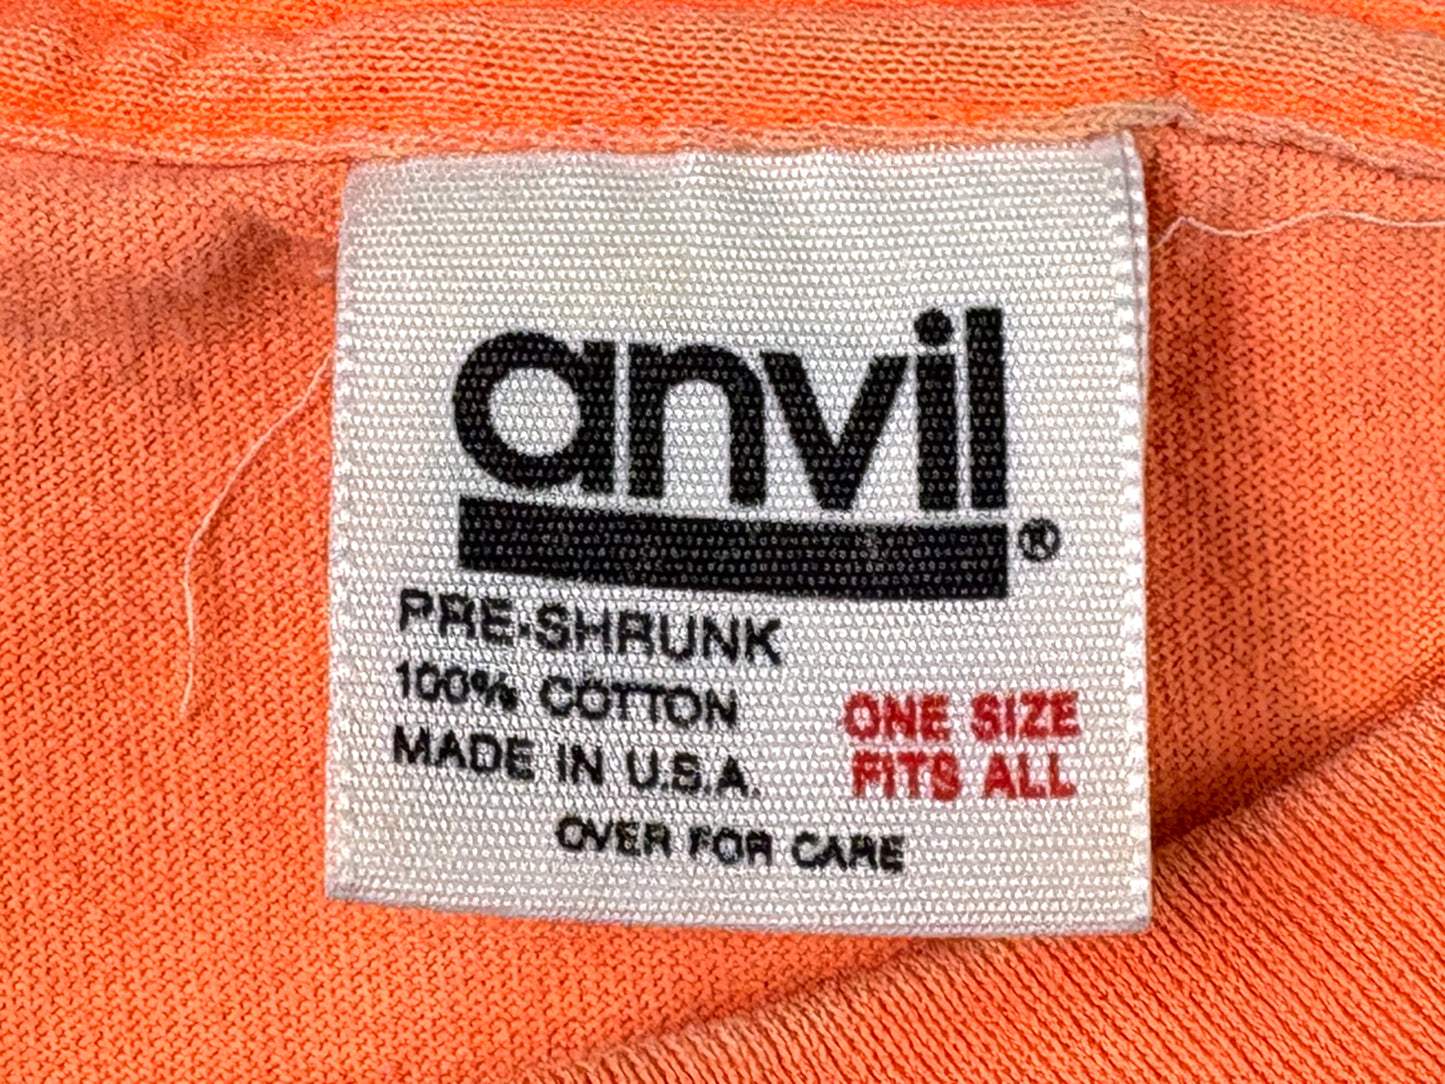 anvil®
PRE-SHRUNK
100% COTTON
MADE IN U.S.A.
ONE SIZE
FITS ALL
OVER FOR CARE